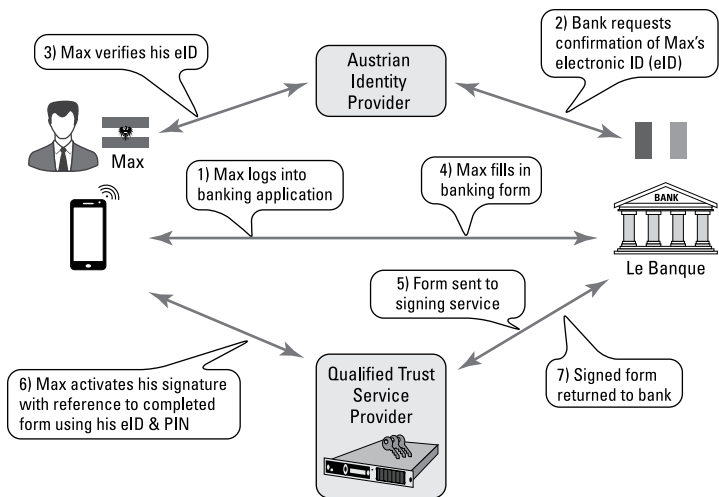 3) Max verifies his eID
Austrian
Identity
Provider
2) Bank requests
confirmation of Max's
electronic ID (eID)
Max
1) Max logs into
banking application
4) Max fills in
banking form
BANK
Le Banque
5) Form sent to
signing service
6) Max activates his signature
with reference to completed
form using his eID & PIN
Qualified Trust
Service
Provider
7) Signed form
returned to bank